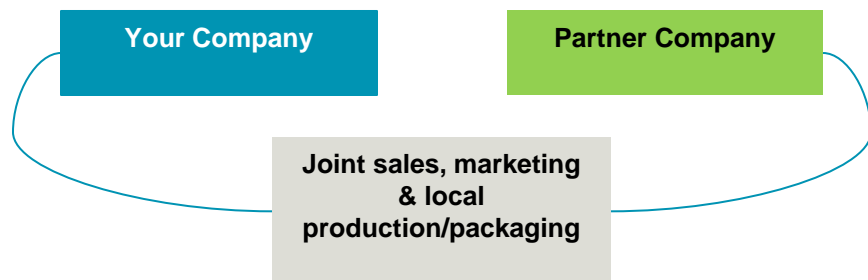 Your Company
Partner Company
Joint sales, marketing
& local
production/packaging